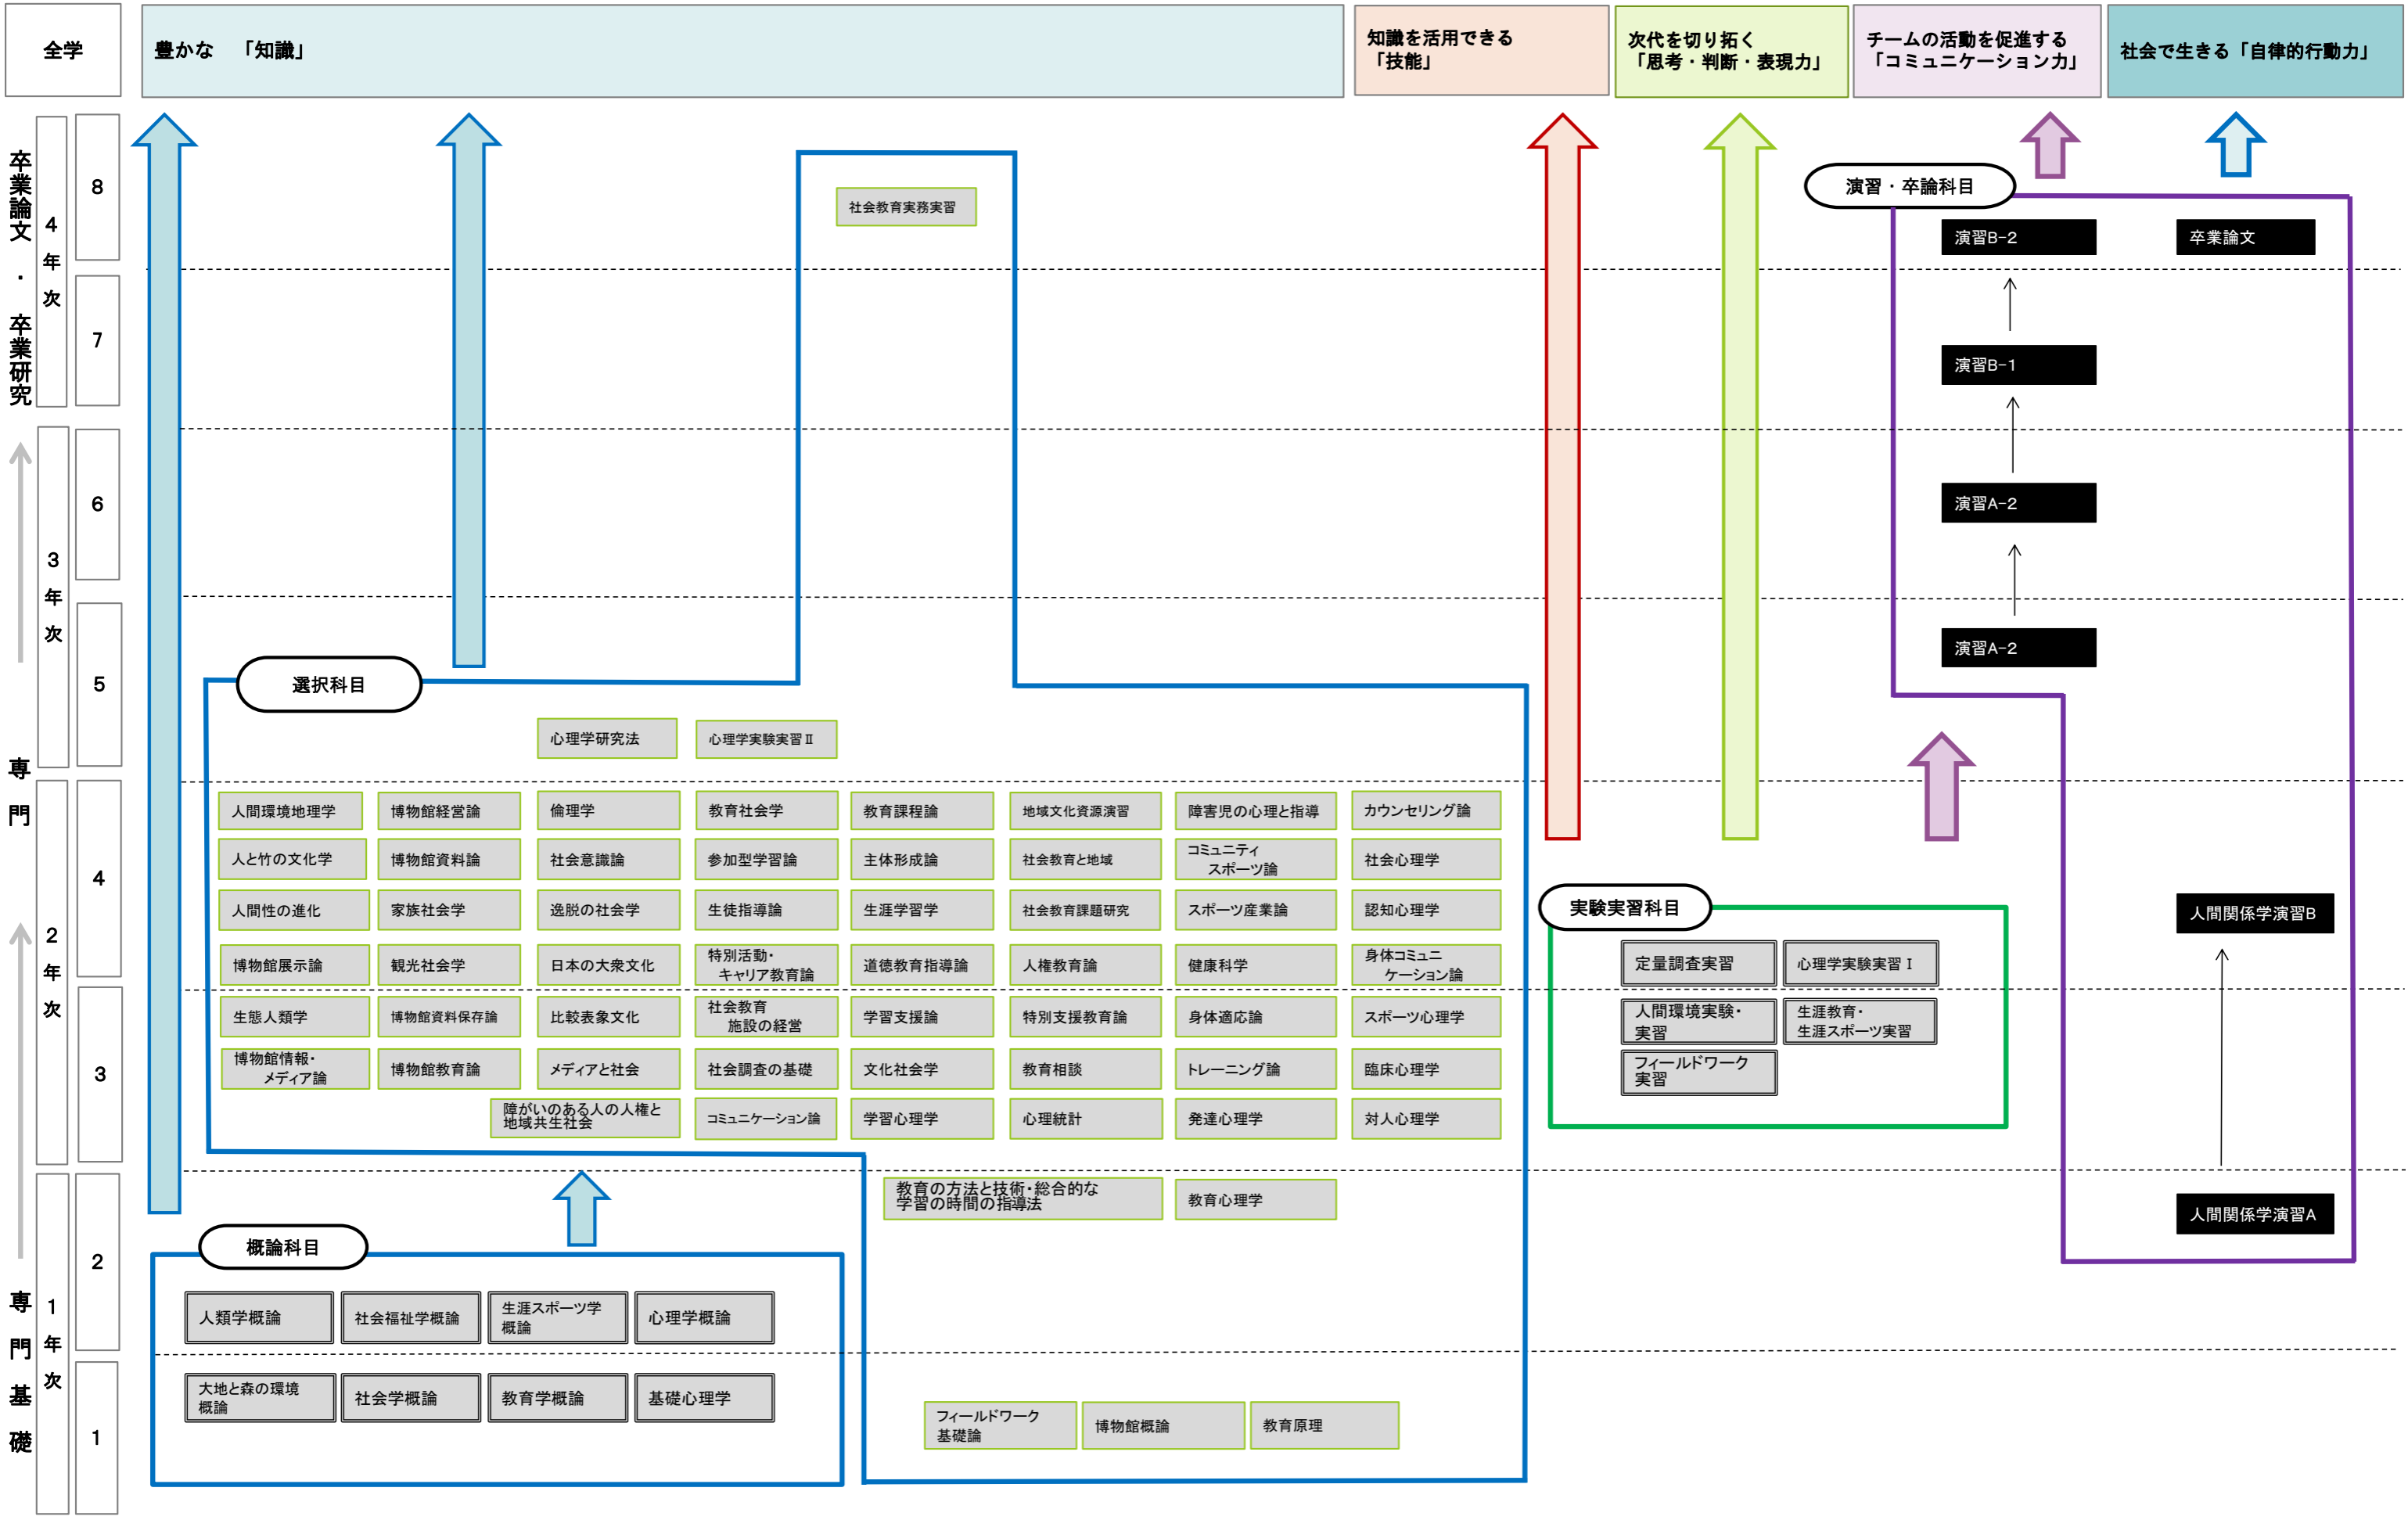 全学
豊かな　「知識」
知識を活用できる
「技能」
次代を切り拓く
「思考・判断・表現力」
チームの活動を促進する
「コミュニケーション力」
社会で生きる「自律的行動力」
卒業論文・卒業研究
専門
専門基礎
4年次
3年次
2年次
1年次
8
7
6
5
4
3
2
1
社会教育実務実習
演習・卒論科目
演習B-2
卒業論文
演習B-1
演習A-2
演習A-2
選択科目
心理学研究法
心理学実験実習Ⅱ
人間環境地理学
博物館経営論
倫理学
教育社会学
教育課程論
地域文化資源演習
障害児の心理と指導
カウンセリング論
人と竹の文化学
博物館資料論
社会意識論
参加型学習論
主体形成論
社会教育と地域
コミュニティ
スポーツ論
社会心理学
人間性の進化
家族社会学
逸脱の社会学
生徒指導論
生涯学習学
社会教育課題研究
スポーツ産業論
認知心理学
博物館展示論
観光社会学
日本の大衆文化
特別活動・
キャリア教育論
道徳教育指導論
人権教育論
健康科学
身体コミュニ
ケーション論
生態人類学
博物館資料保存論
比較表象文化
社会教育
施設の経営
学習支援論
特別支援教育論
身体適応論
スポーツ心理学
博物館情報・
メディア論
博物館教育論
メディアと社会
社会調査の基礎
文化社会学
教育相談
トレーニング論
臨床心理学
障がいのある人の人権と
地域共生社会
コミュニケーション論
学習心理学
心理統計
発達心理学
対人心理学
実験実習科目
定量調査実習
心理学実験実習Ⅰ
人間環境実験・
実習
生涯教育・
生涯スポーツ実習
フィールドワーク
実習
人間関係学演習B
人間関係学演習A
教育の方法と技術・総合的な
学習の時間の指導法
教育心理学
概論科目
人類学概論
社会福祉学概論
生涯スポーツ学
概論
心理学概論
大地と森の環境
概論
社会学概論
教育学概論
基礎心理学
フィールドワーク
基礎論
博物館概論
教育原理